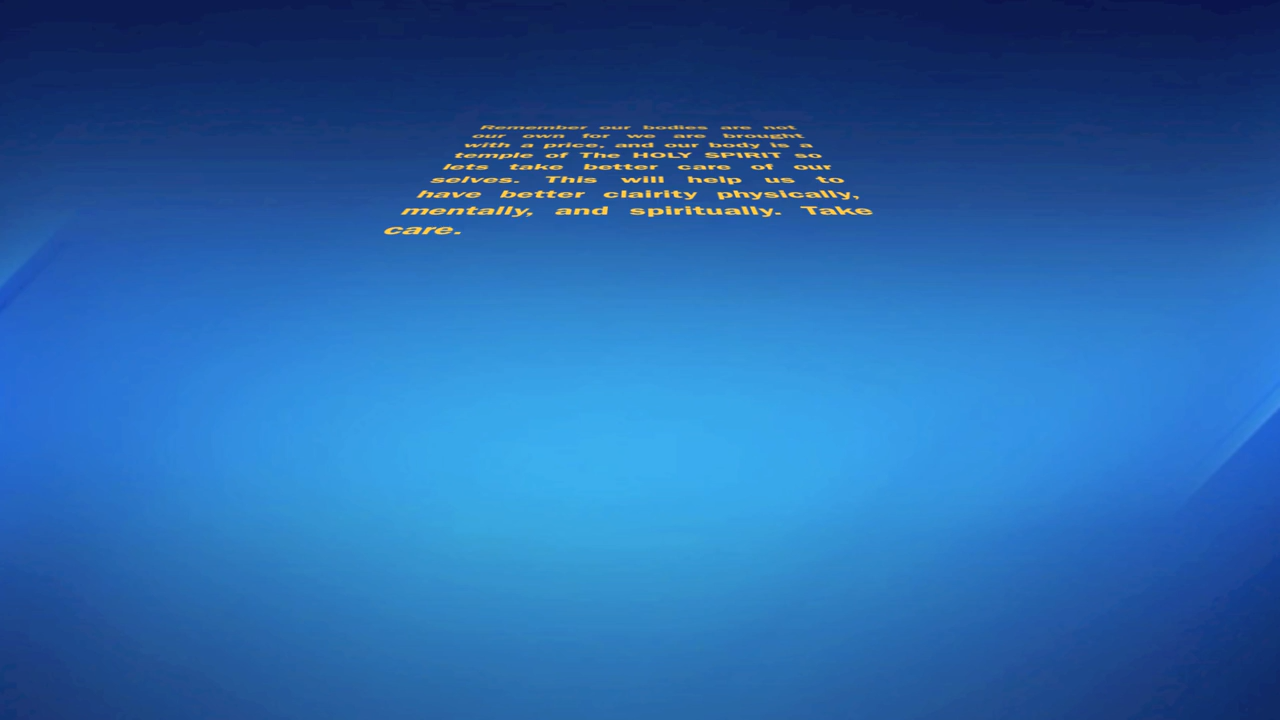 Remember our bodies are not
our own for we are brought
with a price, and our body is a
temple of The HOLY SPIRIT so
lets take better care of our
selves. This will help us to
have better clairity physically,
mentally, and spiritually. Take
care.